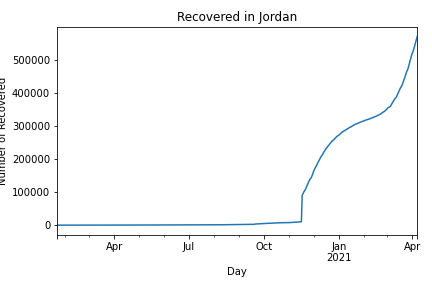 Recovered in Jordan
Number of Recovered
500000
400000
300000
200000
100000
0
Apr
Jul
Oct
Jan
2021
Apr
Day